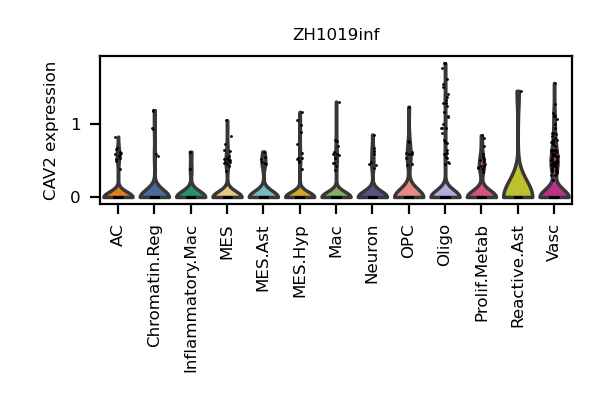 ZH1019inf
CAV2 expression
1
0
AC
Chromatin.Reg
Inflammatory.Mac
MES
MES.Ast
MES.Hyp
Mac
Neuron
OPC
Oligo
Prolif.Metab
Reactive.Ast
Vasc